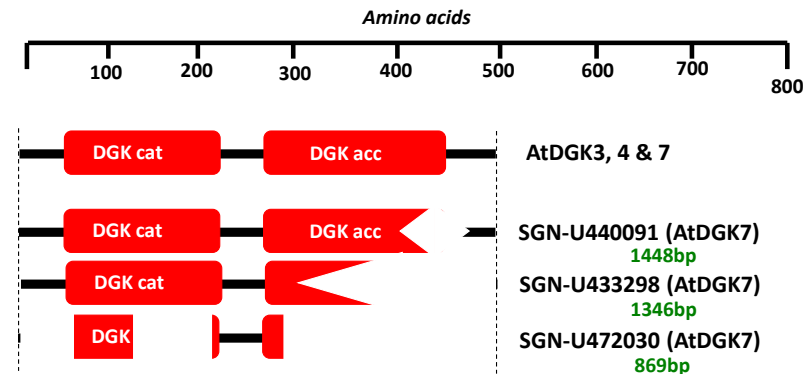 Amino acids
100 200 300 400 500 600 700 800
DGK cat DGK acc AtDGK3, 4 & 7
DGK cat DGK acc SGN-U440091 (AtDGK7)
1448bp
DGK cat SGN-U433298 (AtDGK7)
1346bp
DGK SGN-U472030 (AtDGK7)
869bp